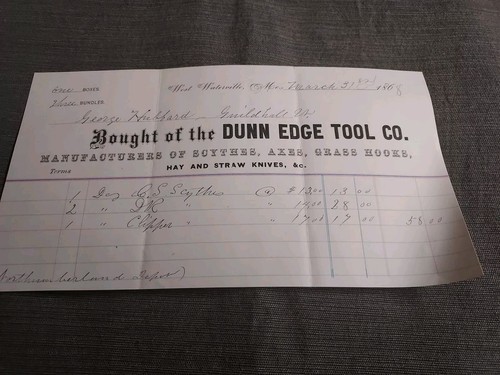 One BOXES. West Waterville, Me. March 31st 1868
Three BUNDLES.
George Hubbard Guildhall Vt
Bought of the DUNN EDGE TOOL CO.
MANUFACTURERS OF SCYTHES, AXES, GRASS HOOKS,
HAY AND STRAW KNIVES, &c.
Terms
1 Doz C.S. Scythes @ $13.00 13 00
2 " " 14.00 28 00
1 " Clipper " " 17.00 17 00 58.00
Northumberland Depot)